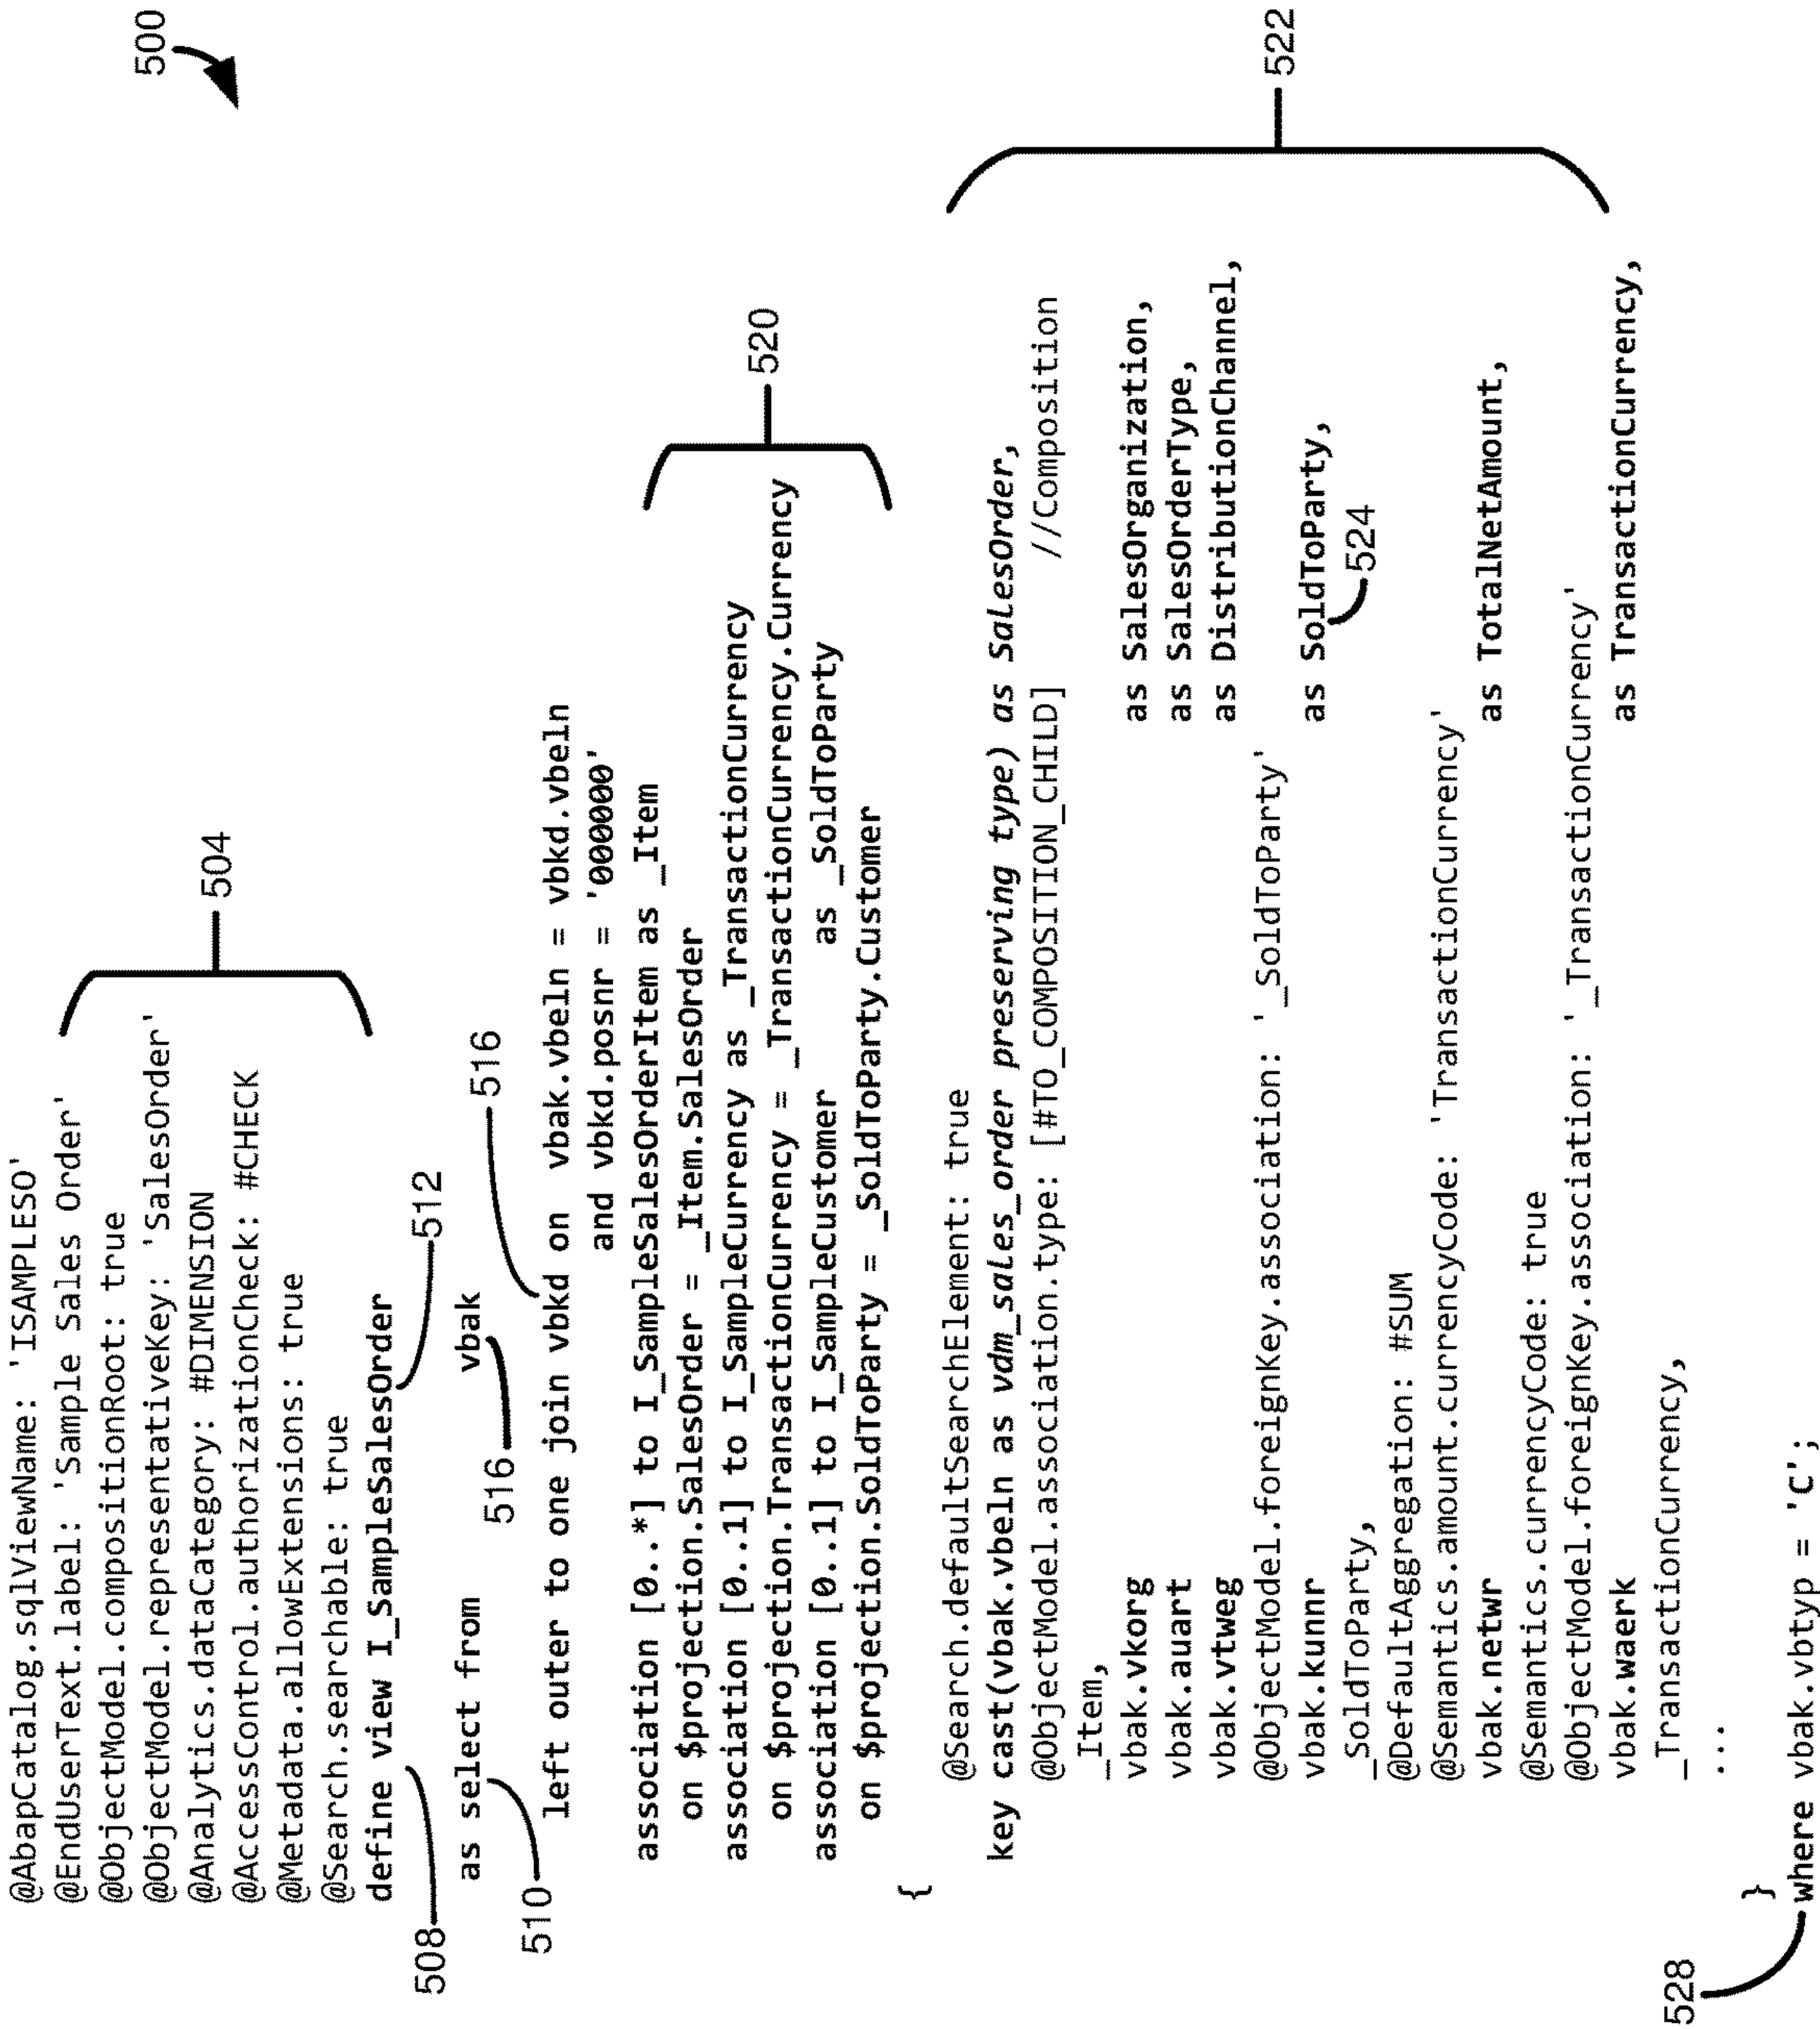 500
@AbapCatalog.sqlViewName: 'ISAMPLESO'
@EndUserText.label: 'Sample Sales Order'
@ObjectModel.compositionRoot: true
@ObjectModel.representativeKey: 'SalesOrder'
@Analytics.dataCategory: #DIMENSION
@AccessControl.authorizationCheck: #CHECK
@Metadata.allowExtensions: true
@Search.searchable: true
504
define view I_SampleSalesOrder
508
512
as select from vbak
510
516
516
left outer to one join vbkd on vbak.vbeln = vbkd.vbeln
and vbkd.posnr = '000000'
association [0..*] to I_SampleSalesOrderItem as _Item
on $projection.SalesOrder = _Item.SalesOrder
association [0..1] to I_SampleCurrency as _TransactionCurrency
on $projection.TransactionCurrency = _TransactionCurrency.Currency
association [0..1] to I_SampleCustomer as _SoldToParty
on $projection.SoldToParty = _SoldToParty.Customer
520
{
@Search.defaultSearchElement: true
key cast(vbak.vbeln as vdm_sales_order preserving type) as SalesOrder,
@ObjectModel.association.type: [#TO_COMPOSITION_CHILD] //Composition
_Item,
vbak.vkorg as SalesOrganization,
vbak.auart as SalesOrderType,
vbak.vtweg as DistributionChannel,
@ObjectModel.foreignKey.association: '_SoldToParty'
vbak.kunnr as SoldToParty,
524
_SoldToParty,
@DefaultAggregation: #SUM
@Semantics.amount.currencyCode: 'TransactionCurrency'
vbak.netwr as TotalNetAmount,
@Semantics.currencyCode: true
@ObjectModel.foreignKey.association: '_TransactionCurrency'
vbak.waerk as TransactionCurrency,
_TransactionCurrency,
...
522
}
528
where vbak.vbtyp = 'C';